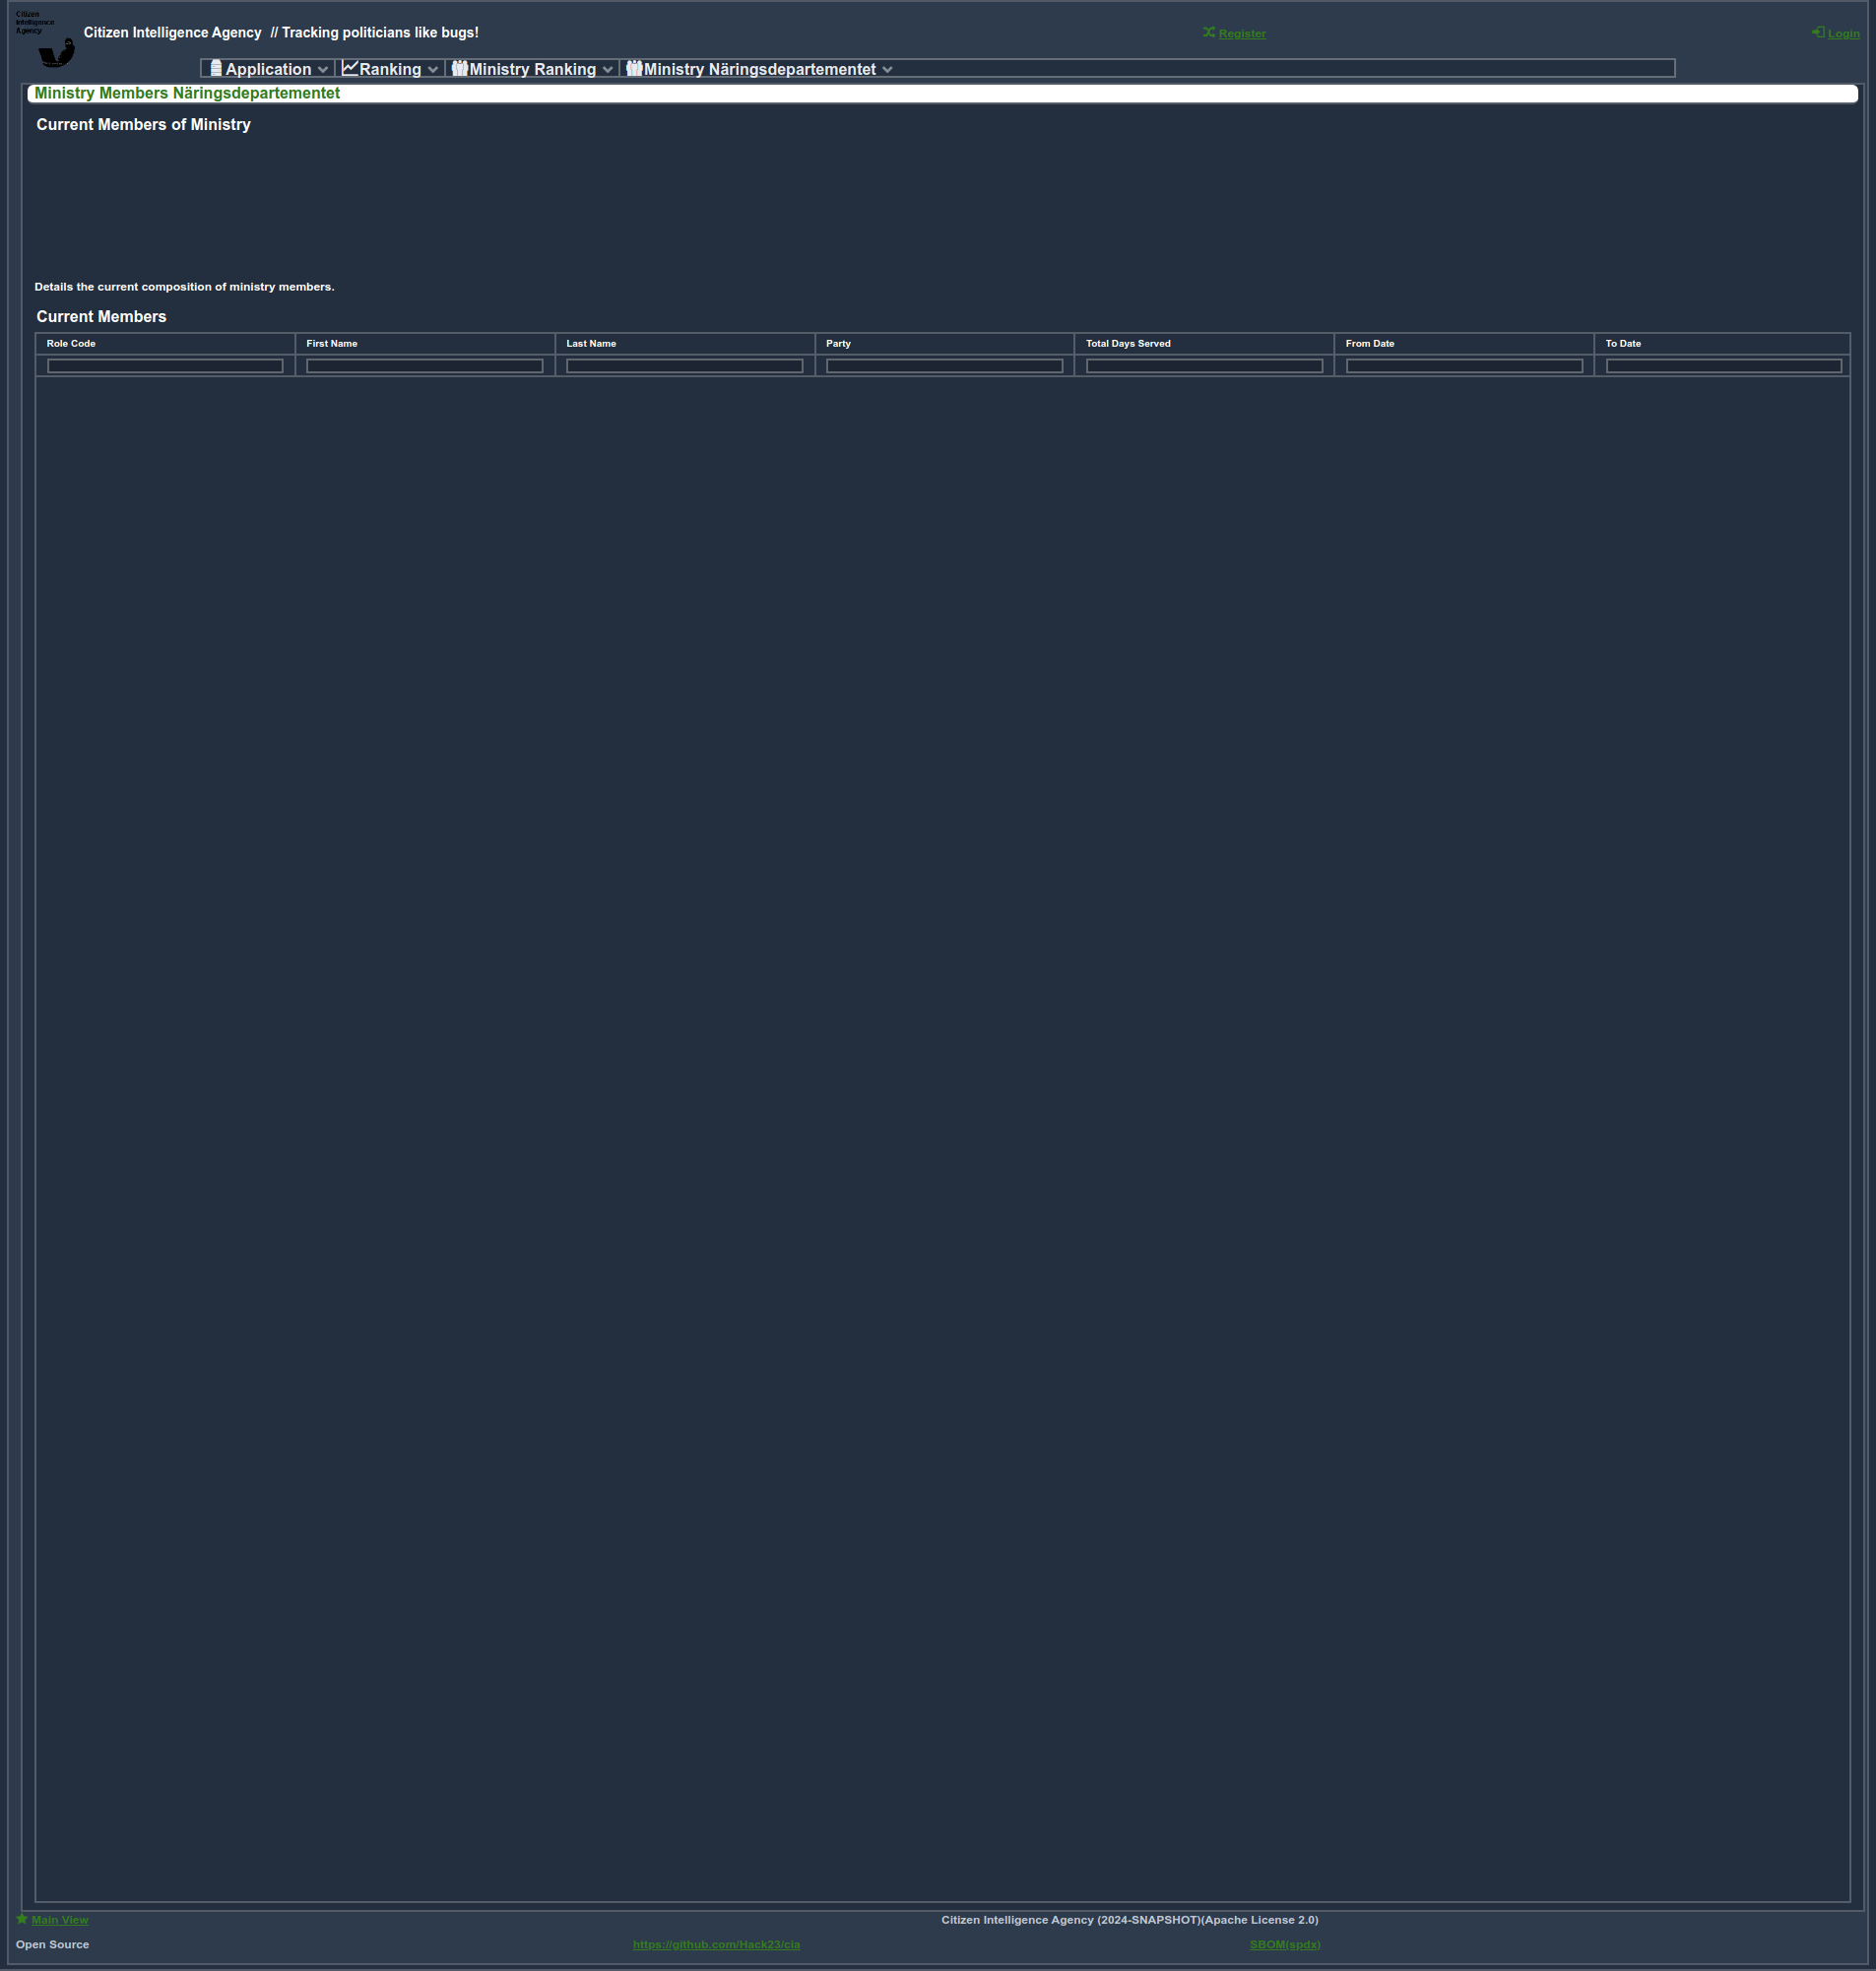 Citizen
Intelligence
Agency
Citizen Intelligence Agency // Tracking politicians like bugs!
Register
Login
Application
Ranking
Ministry Ranking
Ministry Näringsdepartementet
Ministry Members Näringsdepartementet
Current Members of Ministry
Details the current composition of ministry members.
Current Members
Role Code
First Name
Last Name
Party
Total Days Served
From Date
To Date
Main View
Citizen Intelligence Agency (2024-SNAPSHOT)(Apache License 2.0)
Open Source
https://github.com/Hack23/cia
SBOM(spdx)